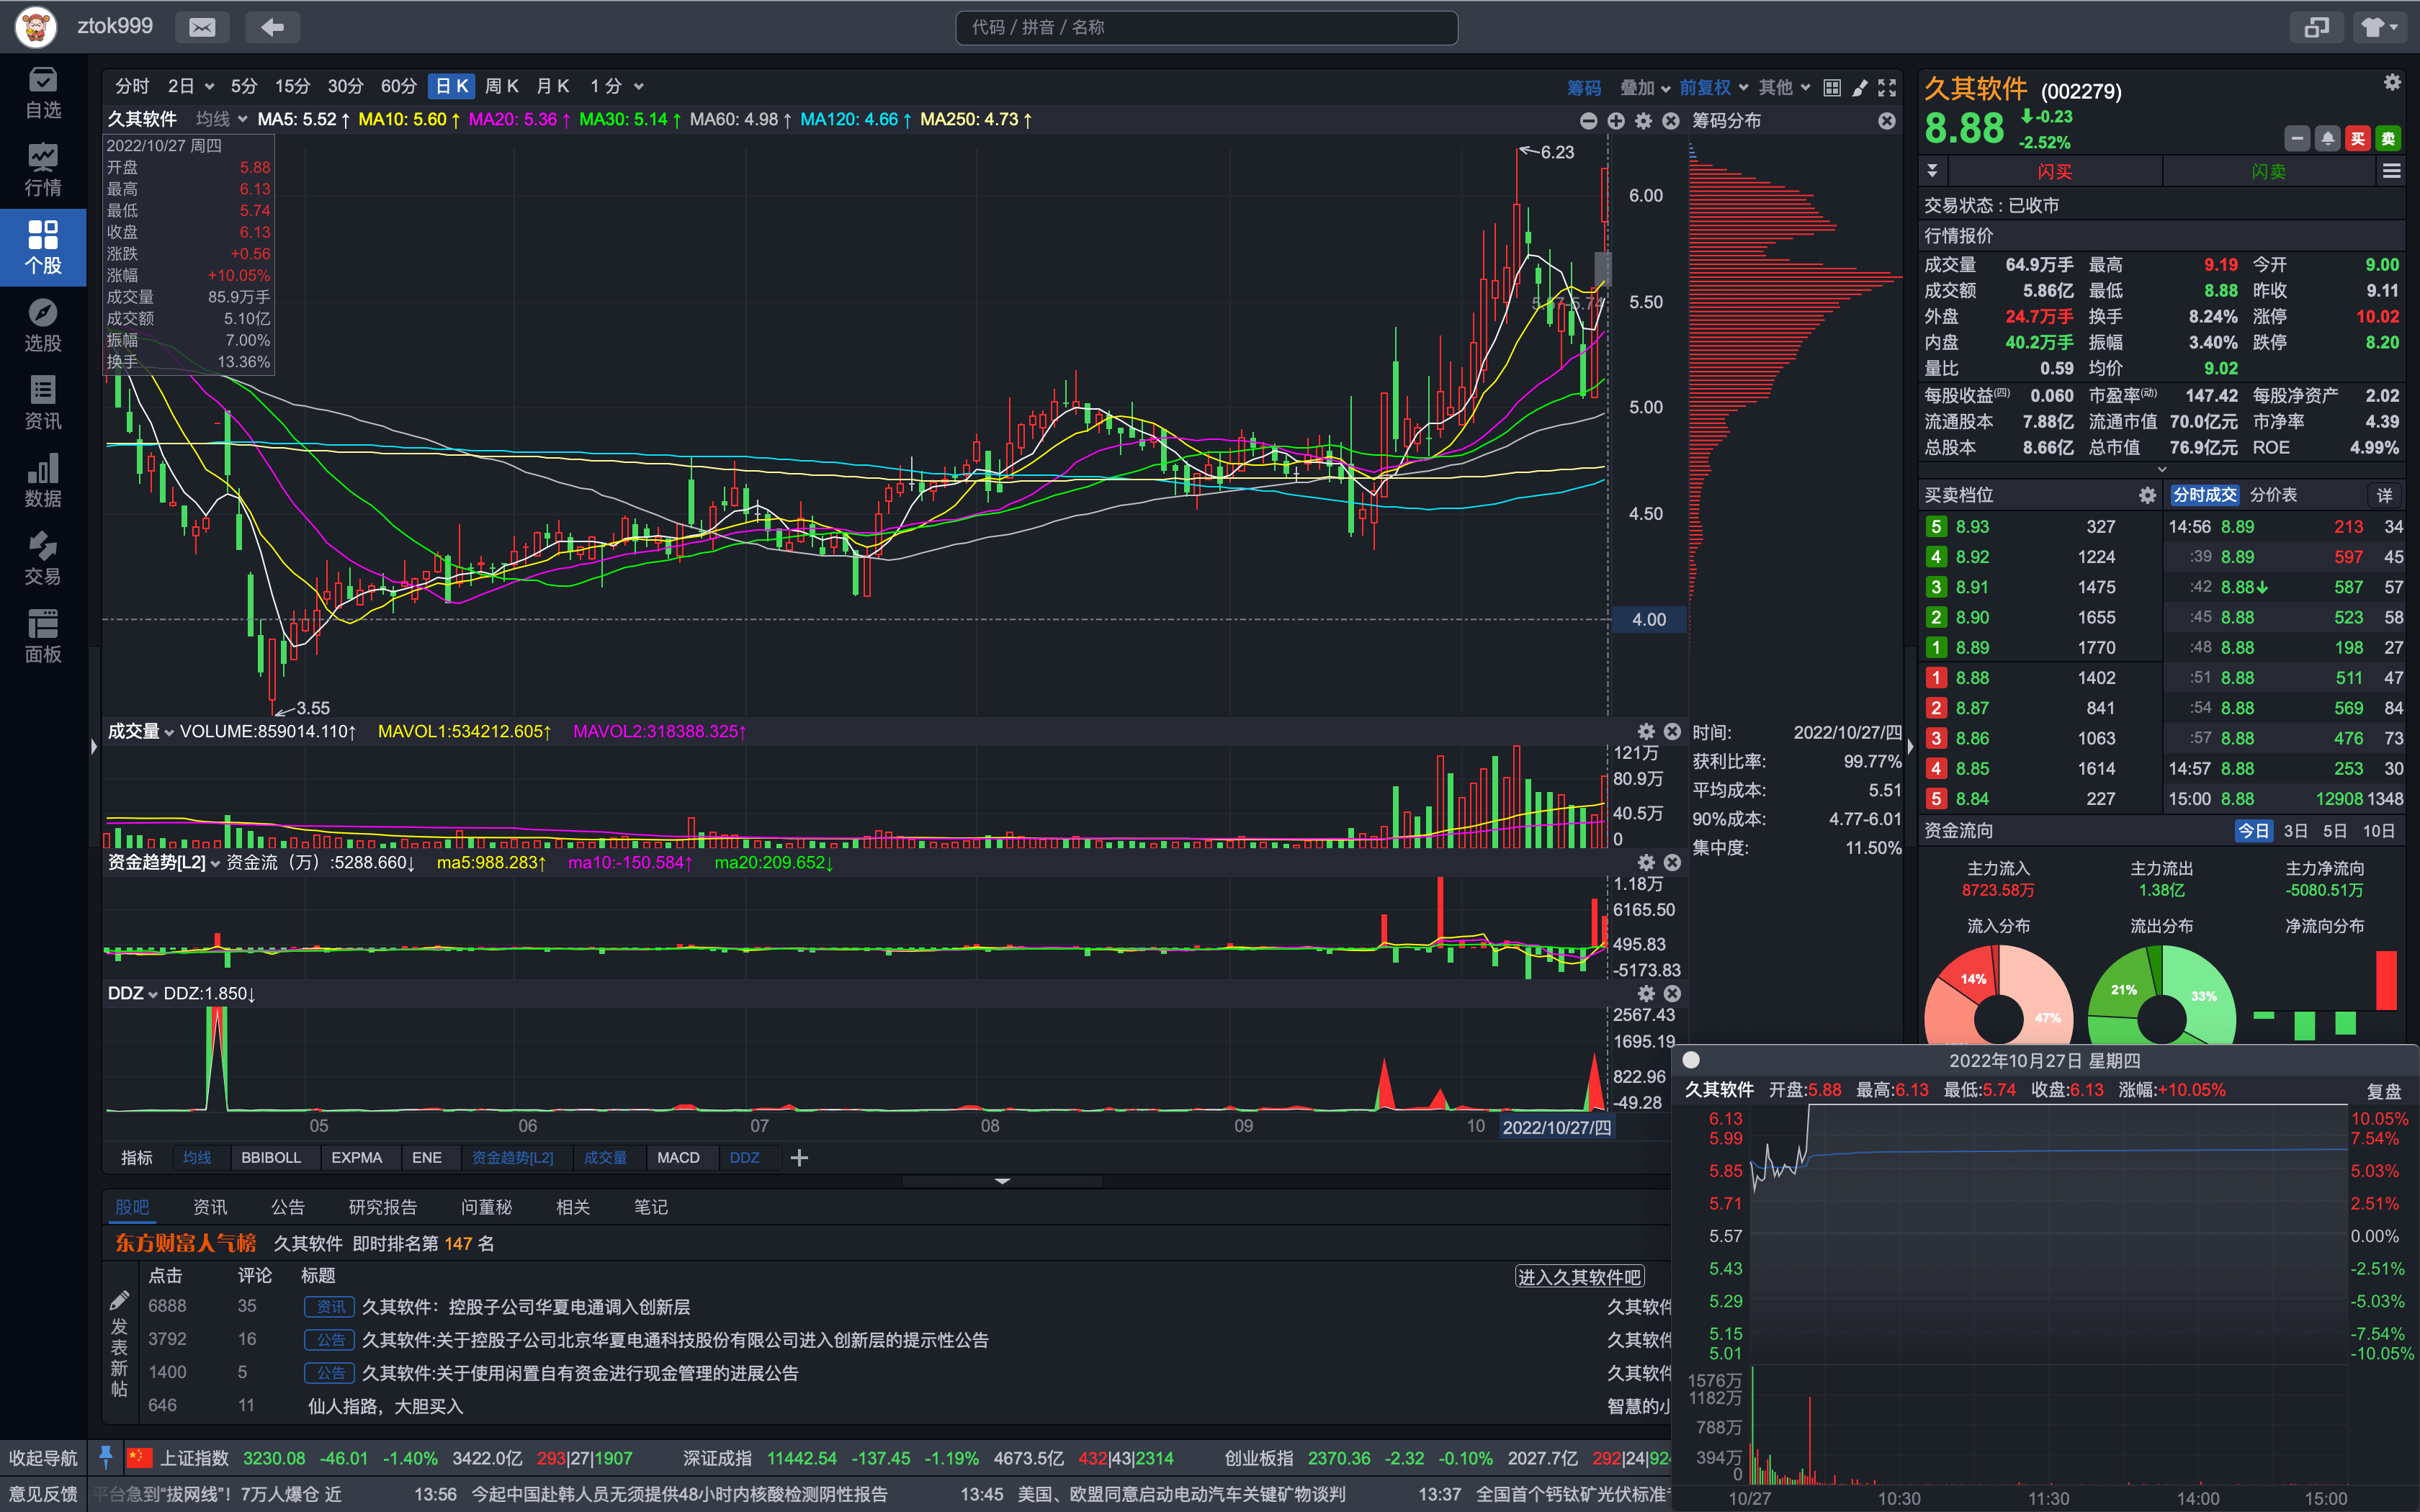 ztok999
代码 / 拼音 / 名称
自选
行情
个股
选股
资讯
数据
交易
面板
分时 2日 5分 15分 30分 60分 日K 周K 月K 1分 筹码 叠加 前复权 其他
久其软件 均线 MA5: 5.52 ↑ MA10: 5.60 ↑ MA20: 5.36 ↑ MA30: 5.14 ↑ MA60: 4.98 ↑ MA120: 4.66 ↑ MA250: 4.73 ↑
筹码分布
2022/10/27 周四
开盘 5.88
最高 6.13
最低 5.74
收盘 6.13
涨跌 +0.56
涨幅 +10.05%
成交量 85.9万手
成交额 5.10亿
振幅 7.00%
换手 13.36%
6.23
3.55
6.00
5.50
5.00
4.50
4.00
成交量 VOLUME:859014.110↑ MAVOL1:534212.605↑ MAVOL2:318388.325↑
121万
80.9万
40.5万
0
资金趋势[L2] 资金流（万）:5288.660↓ ma5:988.283↑ ma10:-150.584↑ ma20:209.652↓
1.18万
6165.50
495.83
-5173.83
DDZ DDZ:1.850↓
2567.43
1695.19
822.96
-49.28
05 06 07 08 09 10 2022/10/27/四
时间: 2022/10/27/四
获利比率: 99.77%
平均成本: 5.51
90%成本: 4.77-6.01
集中度: 11.50%
指标 均线 BBIBOLL EXPMA ENE 资金趋势[L2] 成交量 MACD DDZ
股吧 资讯 公告 研究报告 问董秘 相关 笔记
东方财富人气榜 久其软件 即时排名第 147 名
点击 评论 标题 进入久其软件吧
发表新帖
6888 35 资讯 久其软件：控股子公司华夏电通调入创新层 久其软件
3792 16 公告 久其软件:关于控股子公司北京华夏电通科技股份有限公司进入创新层的提示性公告 久其软件
1400 5 公告 久其软件:关于使用闲置自有资金进行现金管理的进展公告 久其软件
646 11 仙人指路，大胆买入 智慧的小
久其软件 (002279)
8.88 -0.23
-2.52%
买 卖
闪买 闪卖
交易状态 : 已收市
行情报价
成交量 64.9万手 最高 9.19 今开 9.00
成交额 5.86亿 最低 8.88 昨收 9.11
外盘 24.7万手 换手 8.24% 涨停 10.02
内盘 40.2万手 振幅 3.40% 跌停 8.20
量比 0.59 均价 9.02
每股收益(四) 0.060 市盈率(动) 147.42 每股净资产 2.02
流通股本 7.88亿 流通市值 70.0亿元 市净率 4.39
总股本 8.66亿 总市值 76.9亿元 ROE 4.99%
买卖档位 分时成交 分价表 详
5 8.93 327 14:56 8.89 213 34
4 8.92 1224 :39 8.89 597 45
3 8.91 1475 :42 8.88↓ 587 57
2 8.90 1655 :45 8.88 523 58
1 8.89 1770 :48 8.88 198 27
1 8.88 1402 :51 8.88 511 47
2 8.87 841 :54 8.88 569 84
3 8.86 1063 :57 8.88 476 73
4 8.85 1614 14:57 8.88 253 30
5 8.84 227 15:00 8.88 12908 1348
资金流向 今日 3日 5日 10日
主力流入 主力流出 主力净流向
8723.58万 1.38亿 -5080.51万
流入分布 流出分布 净流向分布
14% 47% 21% 33%
2022年10月27日 星期四
久其软件 开盘:5.88 最高:6.13 最低:5.74 收盘:6.13 涨幅:+10.05% 复盘
6.13 10.05%
5.99 7.54%
5.85 5.03%
5.71 2.51%
5.57 0.00%
5.43 -2.51%
5.29 -5.03%
5.15 -7.54%
5.01 -10.05%
1576万
1182万
788万
394万
0
10/27 10:30 11:30 14:00 15:00
收起导航 上证指数 3230.08 -46.01 -1.40% 3422.0亿 293|27|1907 深证成指 11442.54 -137.45 -1.19% 4673.5亿 432|43|2314 创业板指 2370.36 -2.32 -0.10% 2027.7亿 292|24|924
意见反馈 平台急到“拔网线”！7万人爆仓 近 13:56 今起中国赴韩人员无须提供48小时内核酸检测阴性报告 13:45 美国、欧盟同意启动电动汽车关键矿物谈判 13:37 全国首个钙钛矿光伏标准